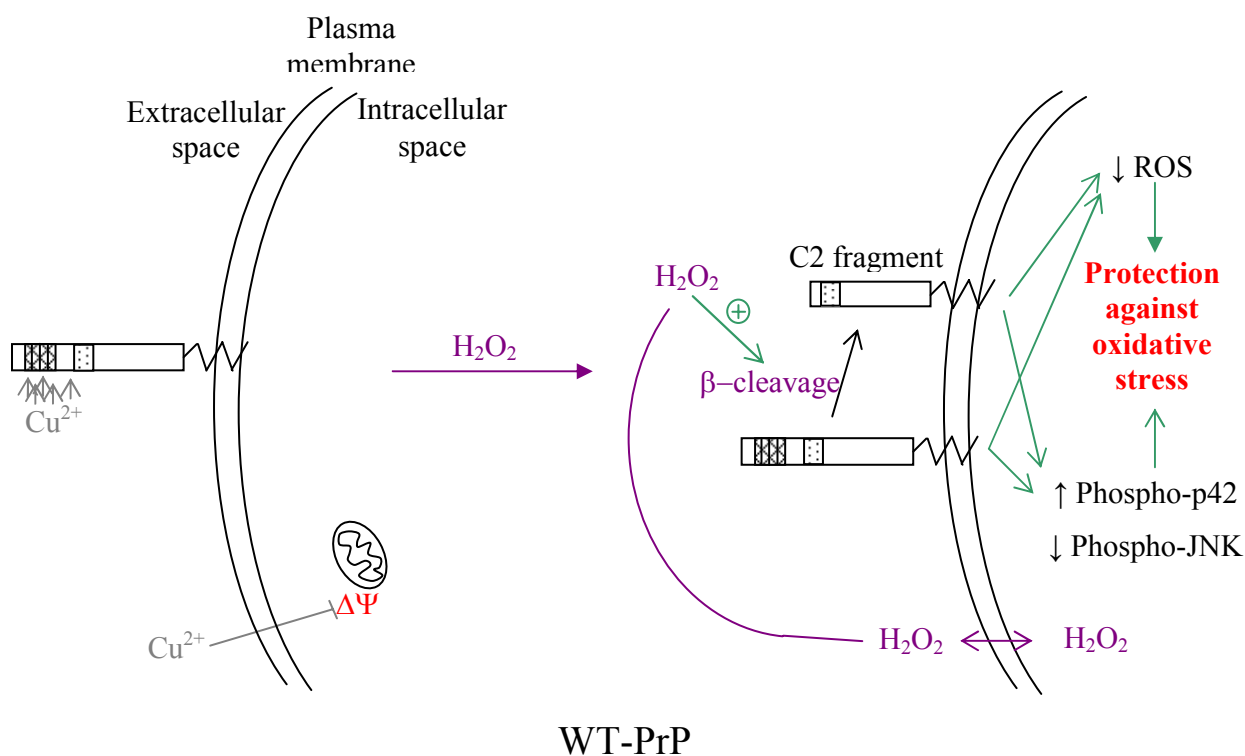 Plasma
membrane
Extracellular
space
Intracellular
space
Cu²⁺
ΔΨ
Cu²⁺
H₂O₂
H₂O₂
⊕
β−cleavage
C2 fragment
↓ ROS
Protection
against
oxidative
stress
↑ Phospho-p42
↓ Phospho-JNK
H₂O₂
H₂O₂
WT-PrP